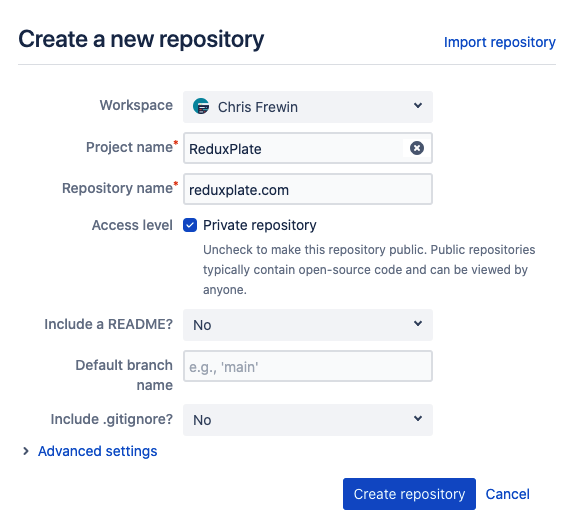 Create a new repository
Import repository
Workspace
Chris Frewin
Project name*
ReduxPlate
Repository name*
reduxplate.com
Access level
Private repository
Uncheck to make this repository public. Public repositories
typically contain open-source code and can be viewed by
anyone.
Include a README?
No
Default branch
name
e.g., 'main'
Include .gitignore?
No
Advanced settings
Create repository
Cancel